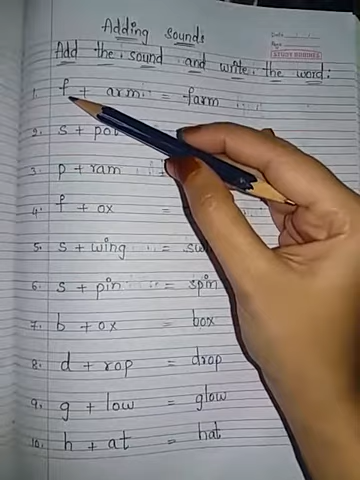 Adding sounds
Add the sound and write the word:
1. f + arm = farm
2. s + pot
3. p + ram
4. f + ox =
5. s + wing = sw
6. s + pin = spin
7. b + ox = box
8. d + rop = drop
9. g + low = glow
10. h + at = hat